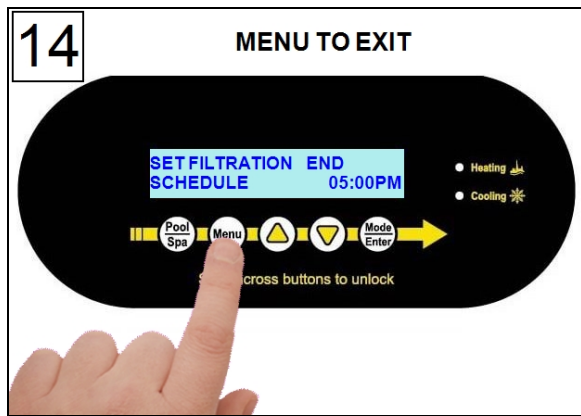 14
MENU TO EXIT
SET FILTRATION END
SCHEDULE 05:00PM
Heating
Cooling
Pool
Spa
Menu
Mode
Enter
cross buttons to unlock